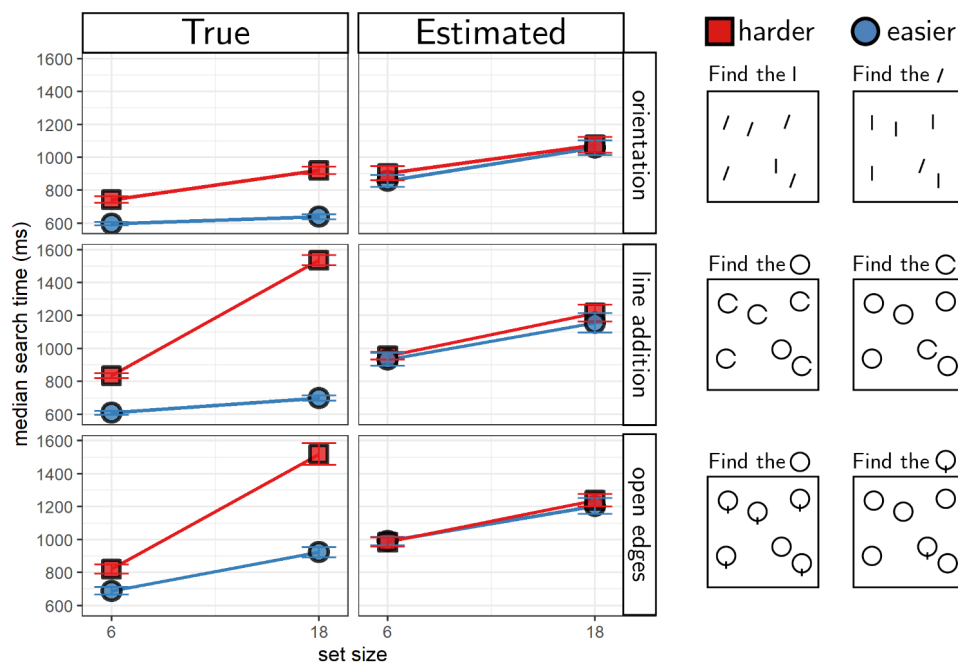 True
Estimated
harder
easier
median search time (ms)
1600
1400
1200
1000
800
600
orientation
Find the I
Find the /
1600
1400
1200
1000
800
600
line addition
Find the
Find the
1600
1400
1200
1000
800
600
open edges
Find the
Find the
6
18
6
18
set size